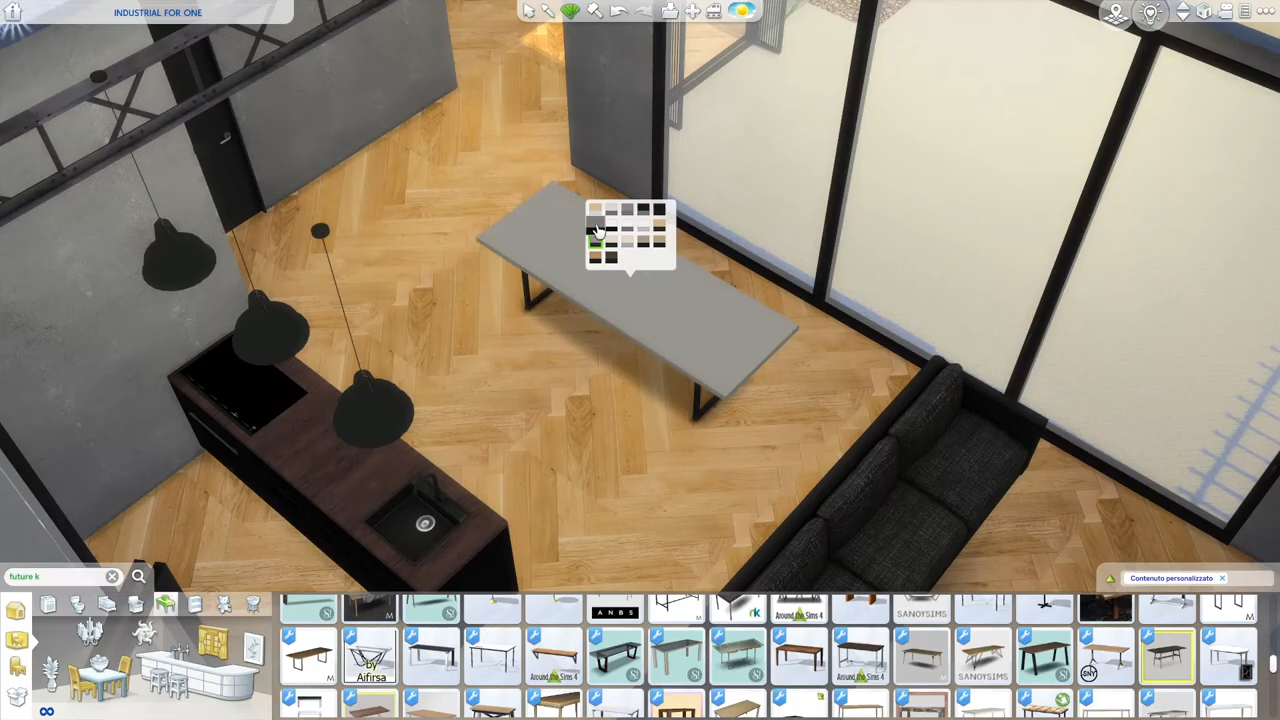 INDUSTRIAL FOR ONE
future k
Contenuto personalizzato
ANBS
M
Around the Sims 4
SANOYSIMS
M
M
by
Aifirsa
Around the Sims 4
Around the Sims 4
M
SANOYSIMS
SNY